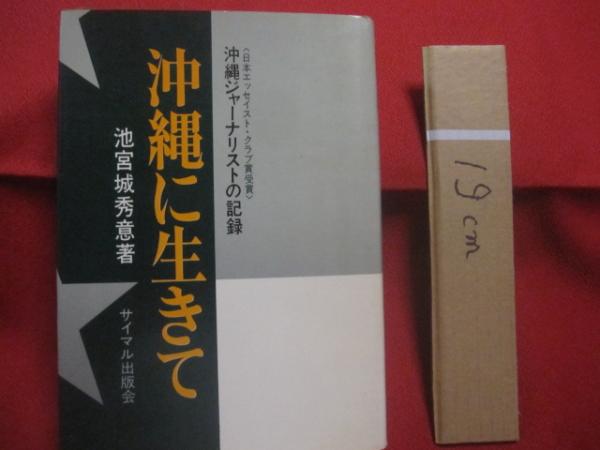 〈日本エッセイスト・クラブ賞受賞〉
沖縄ジャーナリストの記録
沖縄に生きて
池宮城秀意著
サイマル出版会
19cm